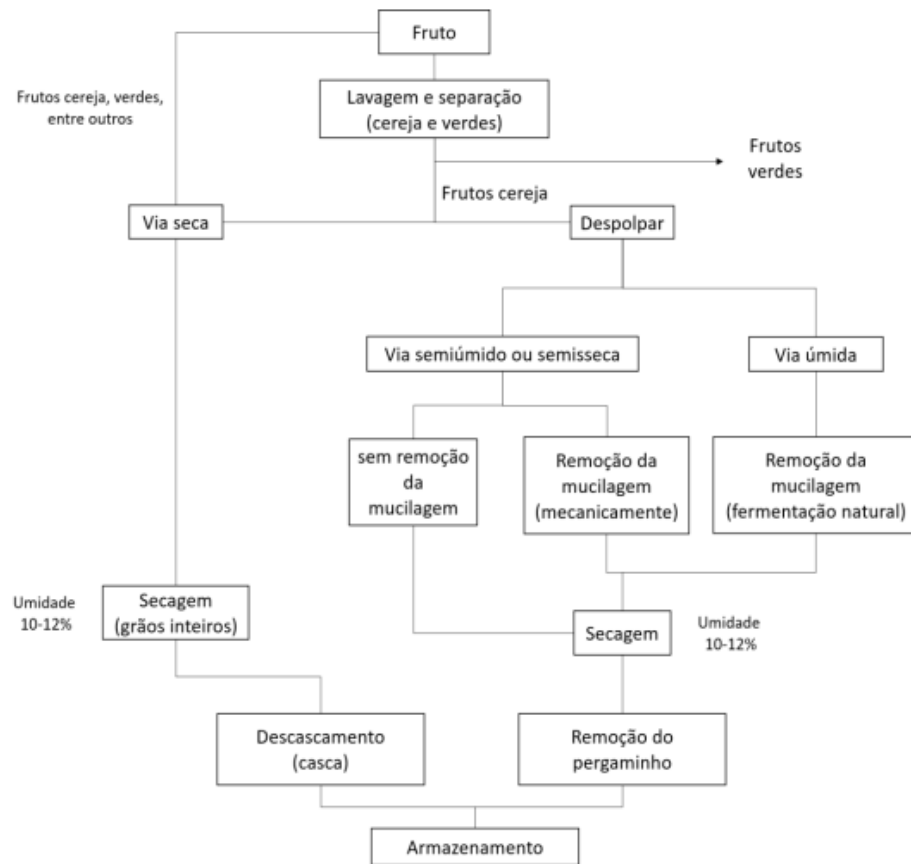 Fruto
Frutos cereja, verdes,
entre outros
Lavagem e separação
(cereja e verdes)
Frutos
verdes
Frutos cereja
Via seca
Despolpar
Via semiúmido ou semisseca
Via úmida
sem remoção
da
mucilagem
Remoção da
mucilagem
(mecanicamente)
Remoção da
mucilagem
(fermentação natural)
Umidade
10-12%
Secagem
(grãos inteiros)
Secagem
Umidade
10-12%
Descascamento
(casca)
Remoção do
pergaminho
Armazenamento